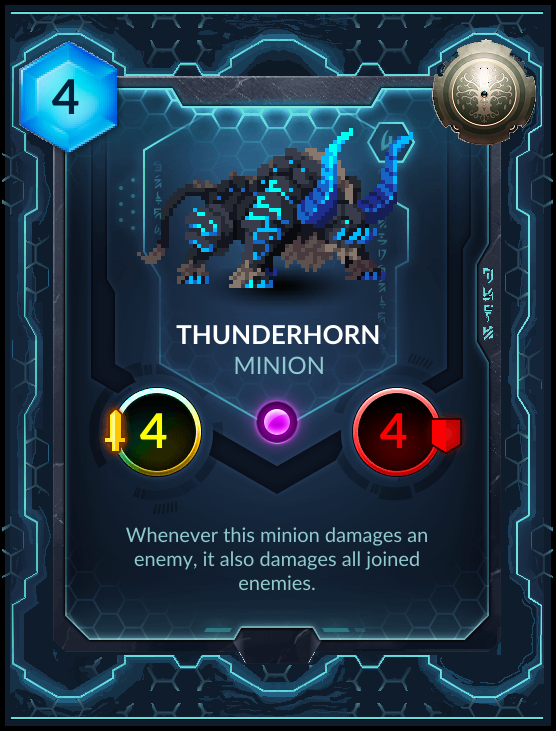 4
THUNDERHORN
MINION
4
4
Whenever this minion damages an
enemy, it also damages all joined
enemies.